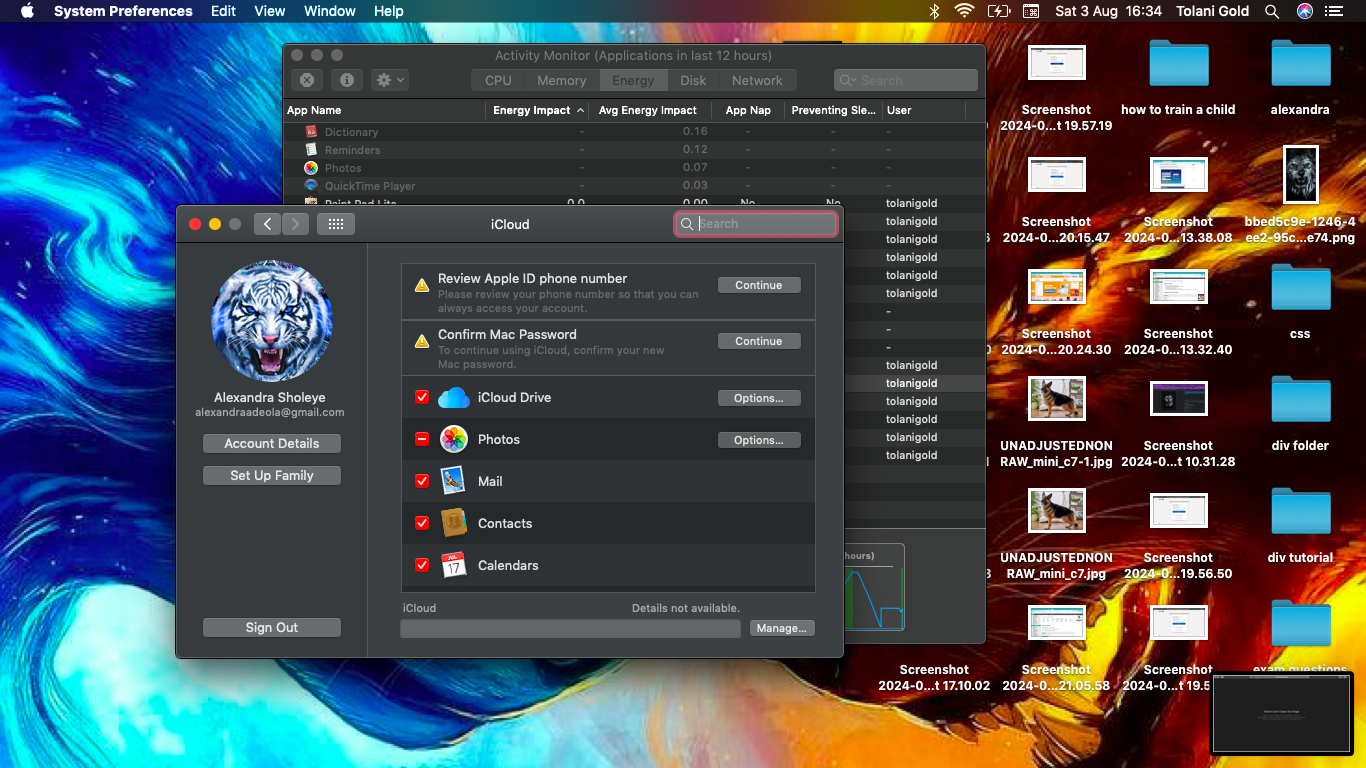 System Preferences Edit View Window Help
Sat 3 Aug 16:34 Tolani Gold
Activity Monitor (Applications in last 12 hours)
CPU Memory Energy Disk Network
Search
App Name Energy Impact Avg Energy Impact App Nap Preventing Sle... User
Dictionary - 0.16 - - -
Reminders - 0.12 - - -
Photos - 0.07 - - -
QuickTime Player - 0.03 - - -
Paint Pad Lite 0.0 0.00 No No tolanigold
tolanigold
tolanigold
tolanigold
tolanigold
tolanigold
-
-
-
tolanigold
tolanigold
tolanigold
tolanigold
tolanigold
tolanigold
hours)
iCloud
Search
Alexandra Sholeye
alexandraadeola@gmail.com
Account Details
Set Up Family
Sign Out
Review Apple ID phone number
Please review your phone number so that you can
always access your account.
Continue
Confirm Mac Password
To continue using iCloud, confirm your new
Mac password.
Continue
iCloud Drive
Options...
Photos
Options...
Mail
Contacts
JUL
17
Calendars
iCloud Details not available.
Manage...
Screenshot
2024-0...t 19.57.19
how to train a child
alexandra
Screenshot
2024-0...20.15.47
Screenshot
2024-0...13.38.08
bbed5c9e-1246-4
ee2-95c...e74.png
Screenshot
2024-0...20.24.30
Screenshot
2024-0...13.32.40
css
UNADJUSTEDNON
RAW_mini_c7-1.jpg
Screenshot
2024-0...t 10.31.28
div folder
UNADJUSTEDNON
RAW_mini_c7.jpg
Screenshot
2024-0...19.56.50
div tutorial
Screenshot
2024-0...t 17.10.02
Screenshot
2024-0...21.05.58
Screenshot
2024-0...t 19.5
exam questions